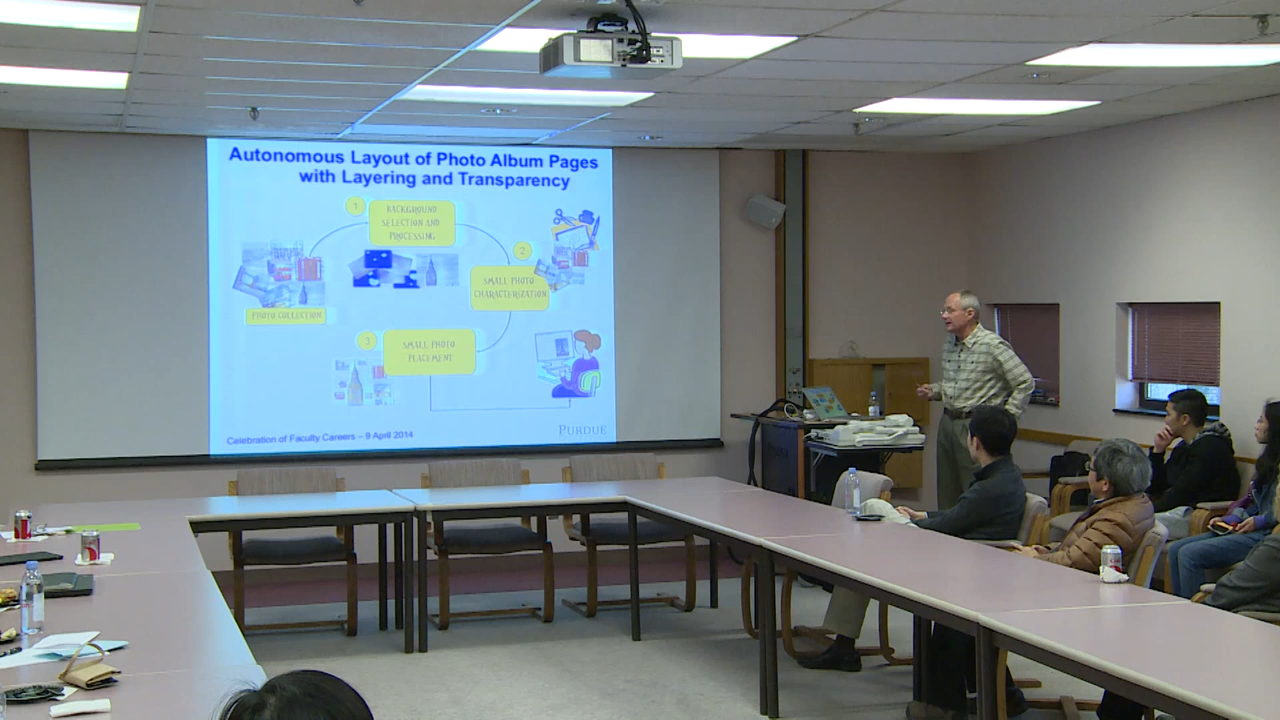 Autonomous Layout of Photo Album Pages
with Layering and Transparency
1
BACKGROUND
SELECTION AND
PROCESSING
2
SMALL PHOTO
CHARACTERIZATION
PHOTO COLLECTION
3
SMALL PHOTO
PLACEMENT
Celebration of Faculty Careers – 9 April 2014
PURDUE